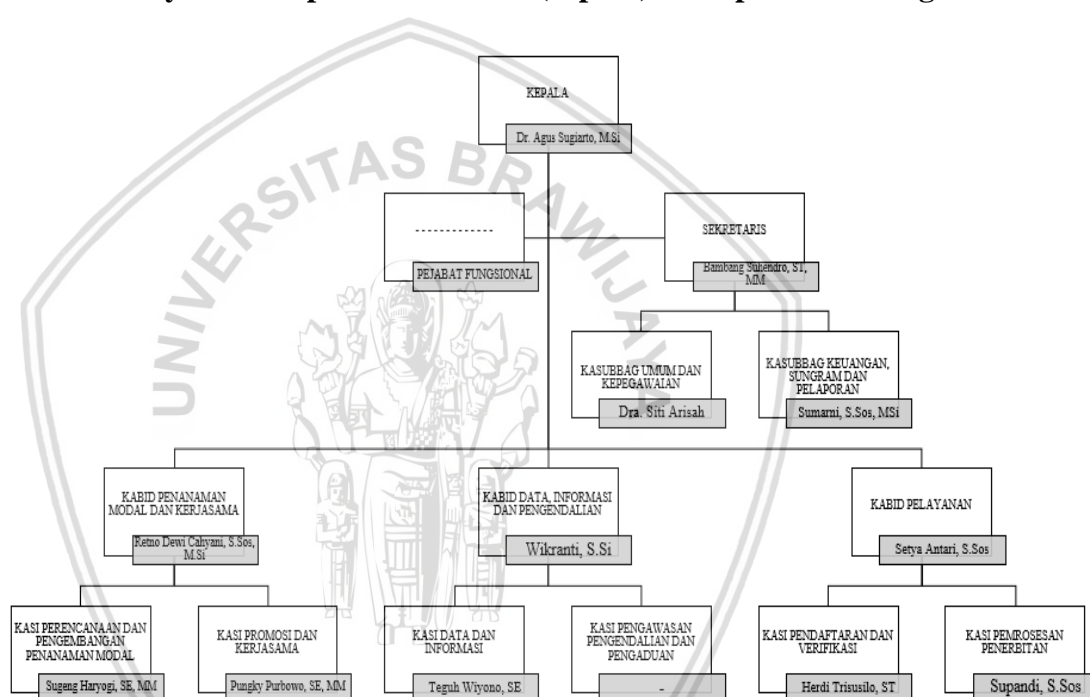 KEPALA
Dr. Agus Sugiarto, M.Si
UNIVERSITAS BRAWIJAYA
- - - - - - - - - - - - -
PEJABAT FUNGSIONAL
SEKRETARIS
Bambang Suhendro, ST,
MM
KASUBBAG UMUM DAN
KEPEGAWAIAN
Dra. Siti Arisah
KASUBBAG KEUANGAN,
SUNGRAM DAN
PELAPORAN
Sumarni, S.Sos, MSi
KABID PENANAMAN
MODAL DAN KERJASAMA
Retno Dewi Cahyani, S.Sos,
M.Si
KABID DATA, INFORMASI
DAN PENGENDALIAN
Wikranti, S.Si
KABID PELAYANAN
Setya Antari, S.Sos
KASI PERENCANAAN DAN
PENGEMBANGAN
PENANAMAN MODAL
Sugeng Haryogi, SE, MM
KASI PROMOSI DAN
KERJASAMA
Pungky Purbowo, SE, MM
KASI DATA DAN
INFORMASI
Teguh Wiyono, SE
KASI PENGAWASAN
PENGENDALIAN DAN
PENGADUAN
-
KASI PENDAFTARAN DAN
VERIFIKASI
Herdi Trisusilo, ST
KASI PEMROSESAN
PENERBITAN
Supandi, S.Sos